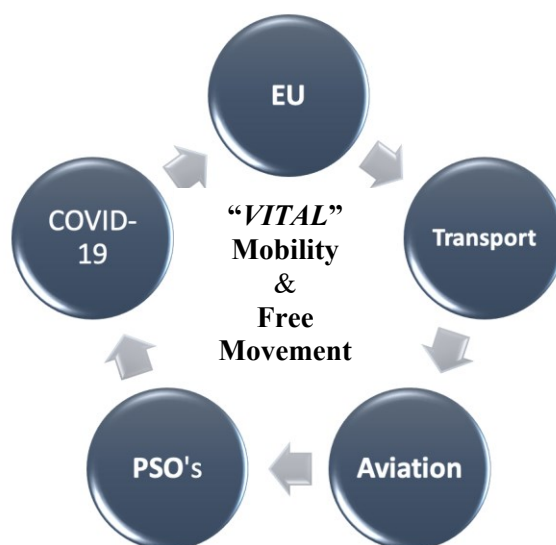 EU
Transport
Aviation
PSO's
COVID-
19
“VITAL”
Mobility
&
Free
Movement